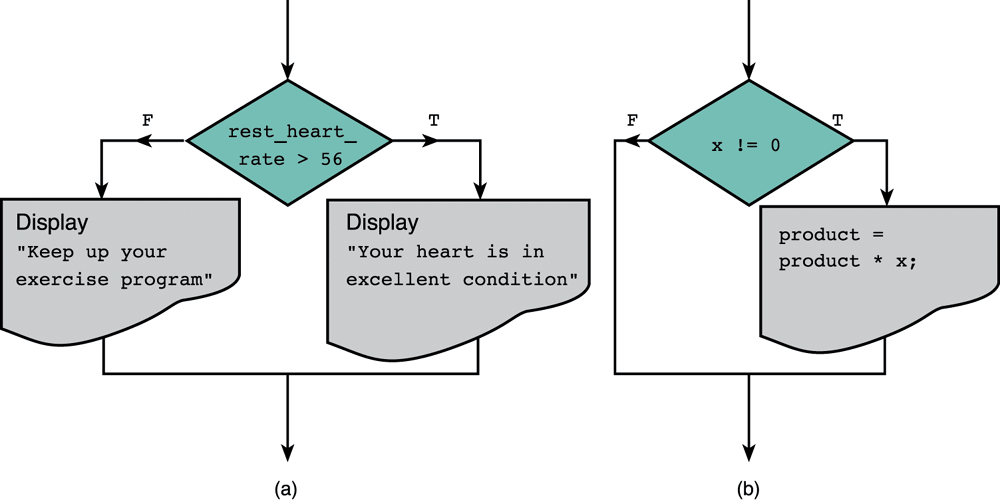 F
T
rest_heart_
rate > 56
Display
"Keep up your
exercise program"
Display
"Your heart is in
excellent condition"
(a)
F
T
x != 0
product =
product * x;
(b)